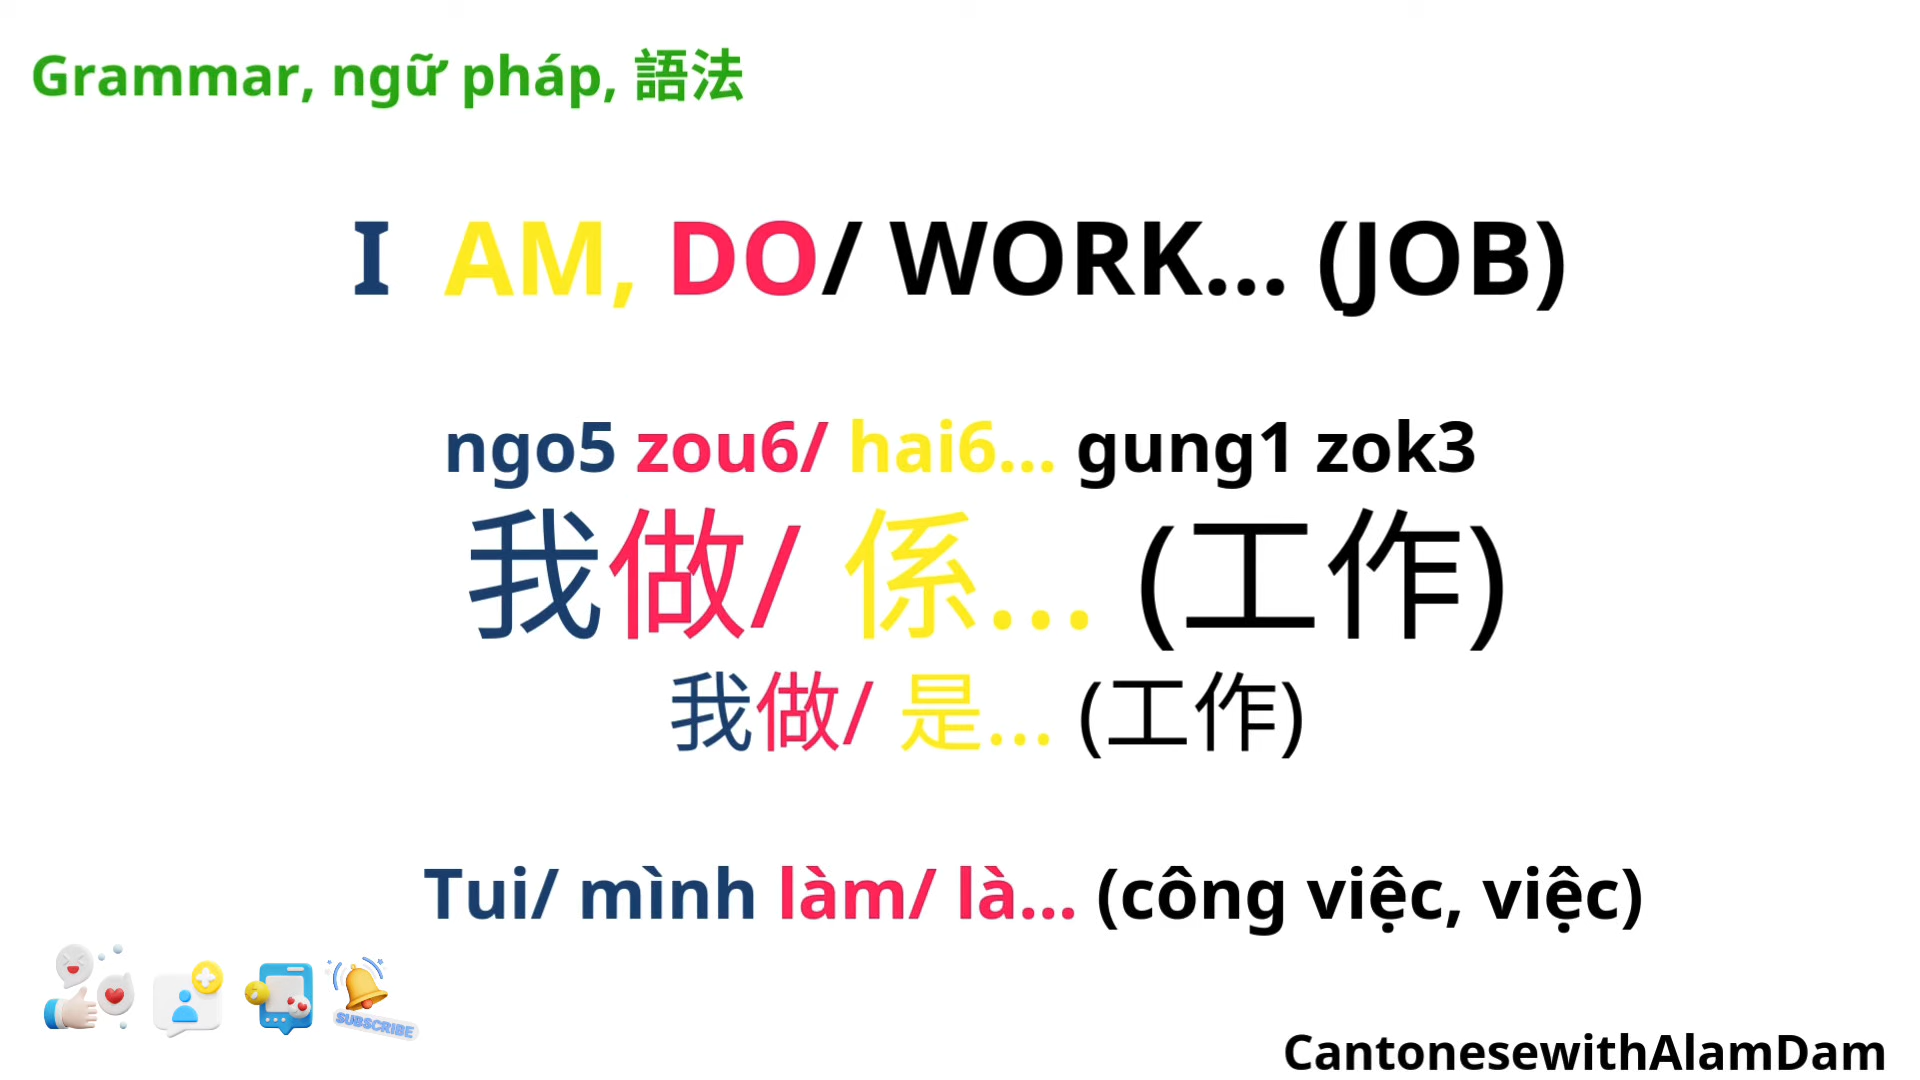 Grammar, ngữ pháp, 語法
I AM, DO/ WORK... (JOB)
ngo5 zou6/ hai6... gung1 zok3
我做/ 係... (工作)
我做/ 是... (工作)
Tui/ mình làm/ là... (công việc, việc)
SUBSCRIBE
CantonesewithAlamDam